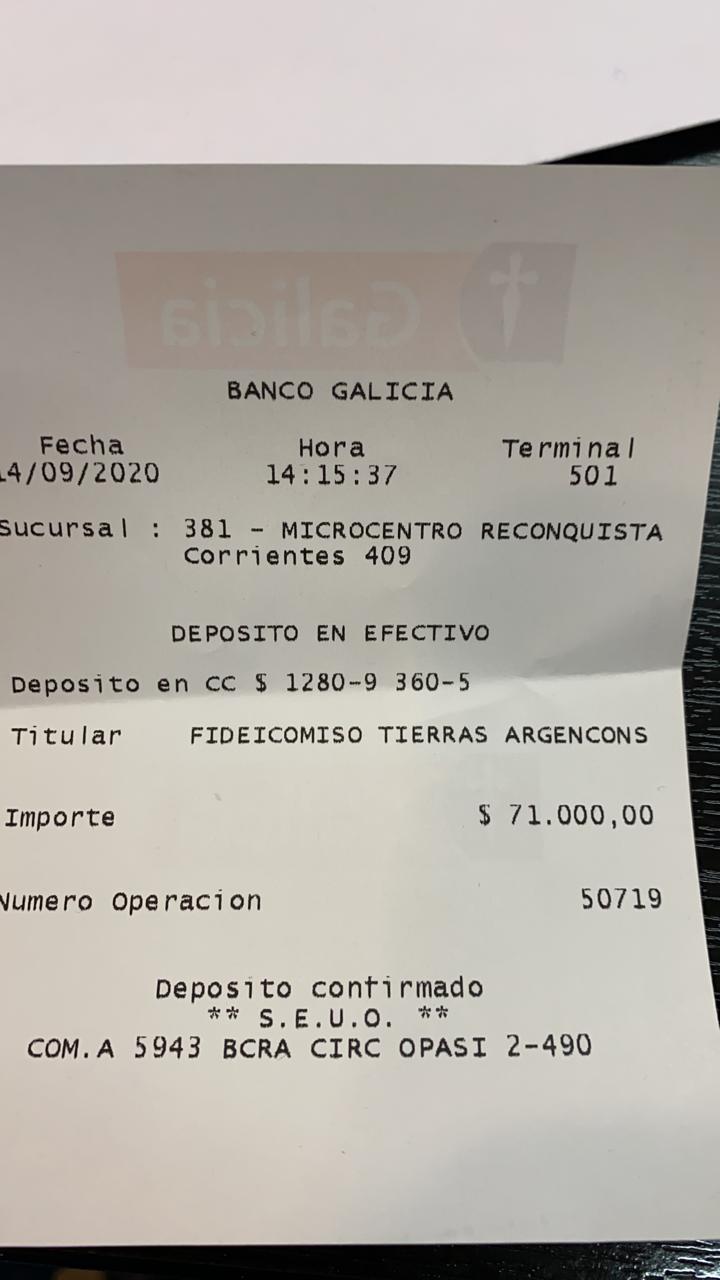 Galicia
BANCO GALICIA
Fecha Hora Terminal
14/09/2020 14:15:37 501
Sucursal : 381 - MICROCENTRO RECONQUISTA
Corrientes 409
DEPOSITO EN EFECTIVO
Deposito en CC $ 1280-9 360-5
Titular FIDEICOMISO TIERRAS ARGENCONS
Importe $ 71.000,00
Numero Operacion 50719
Deposito confirmado
** S.E.U.O. **
COM.A 5943 BCRA CIRC OPASI 2-490